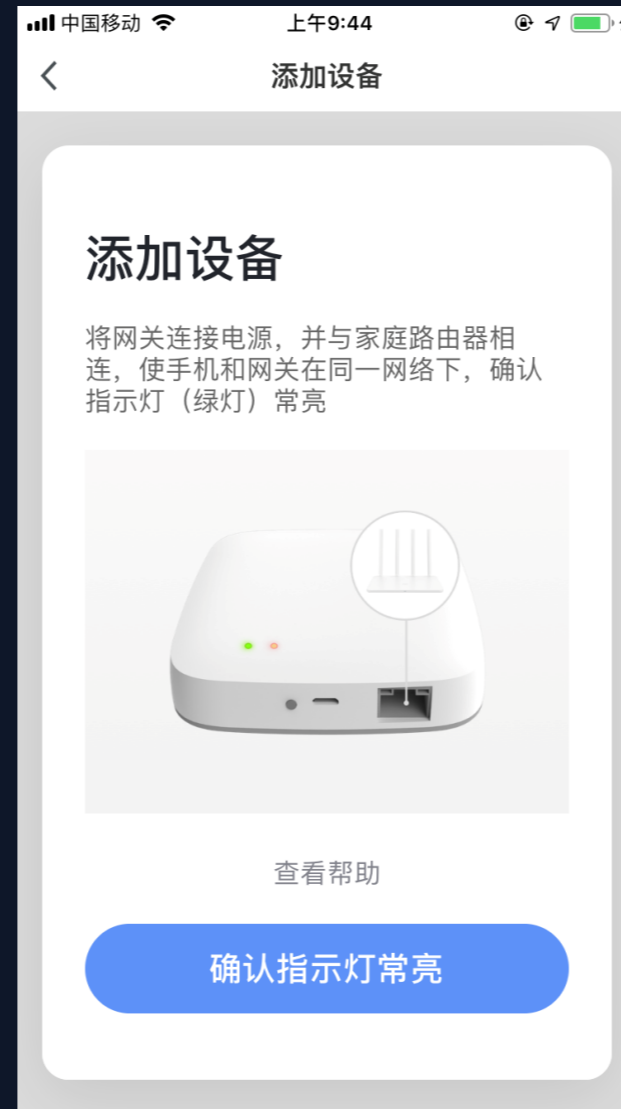 中国移动 上午9:44
添加设备
添加设备
将网关连接电源，并与家庭路由器相
连，使手机和网关在同一网络下，确认
指示灯（绿灯）常亮
查看帮助
确认指示灯常亮